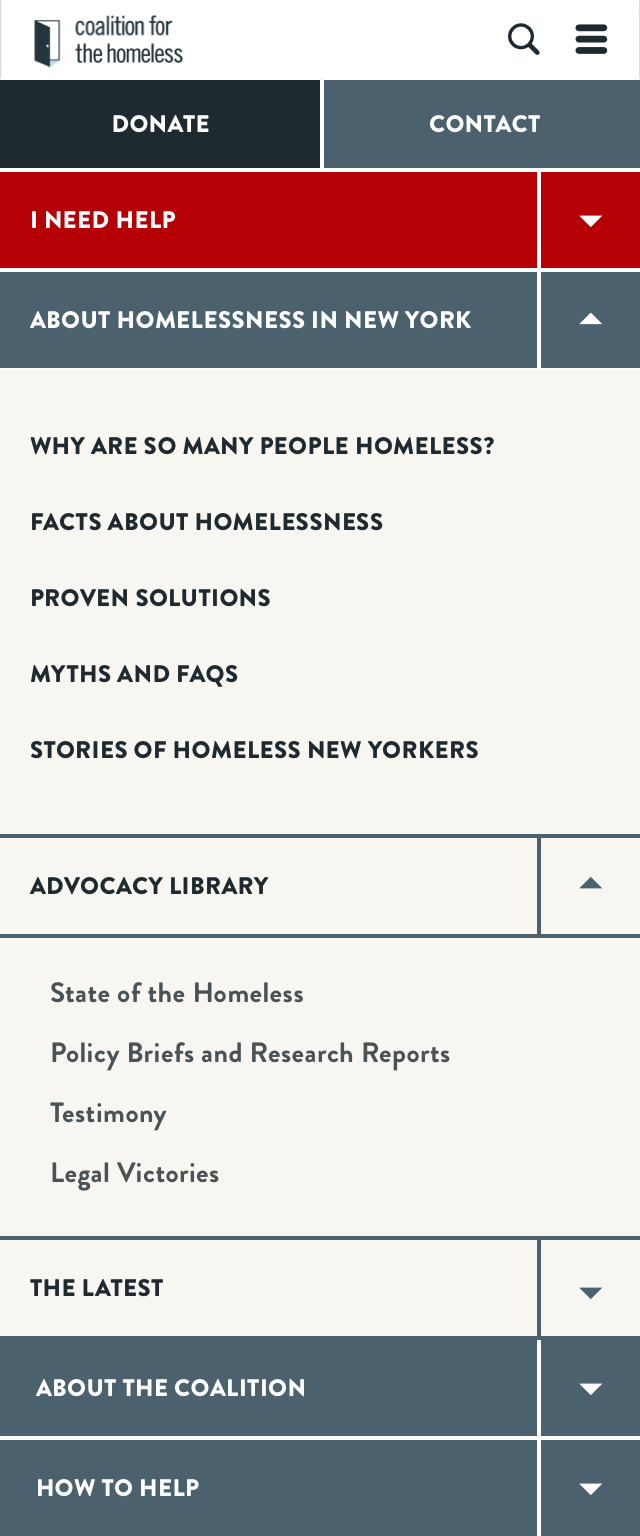 coalition for
the homeless
DONATE
CONTACT
I NEED HELP
ABOUT HOMELESSNESS IN NEW YORK
WHY ARE SO MANY PEOPLE HOMELESS?
FACTS ABOUT HOMELESSNESS
PROVEN SOLUTIONS
MYTHS AND FAQS
STORIES OF HOMELESS NEW YORKERS
ADVOCACY LIBRARY
State of the Homeless
Policy Briefs and Research Reports
Testimony
Legal Victories
THE LATEST
ABOUT THE COALITION
HOW TO HELP